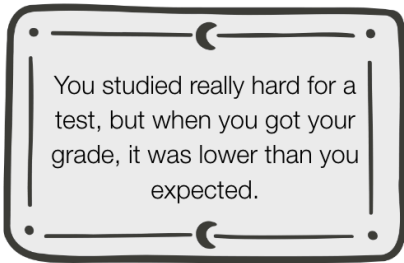 You studied really hard for a
test, but when you got your
grade, it was lower than you
expected.